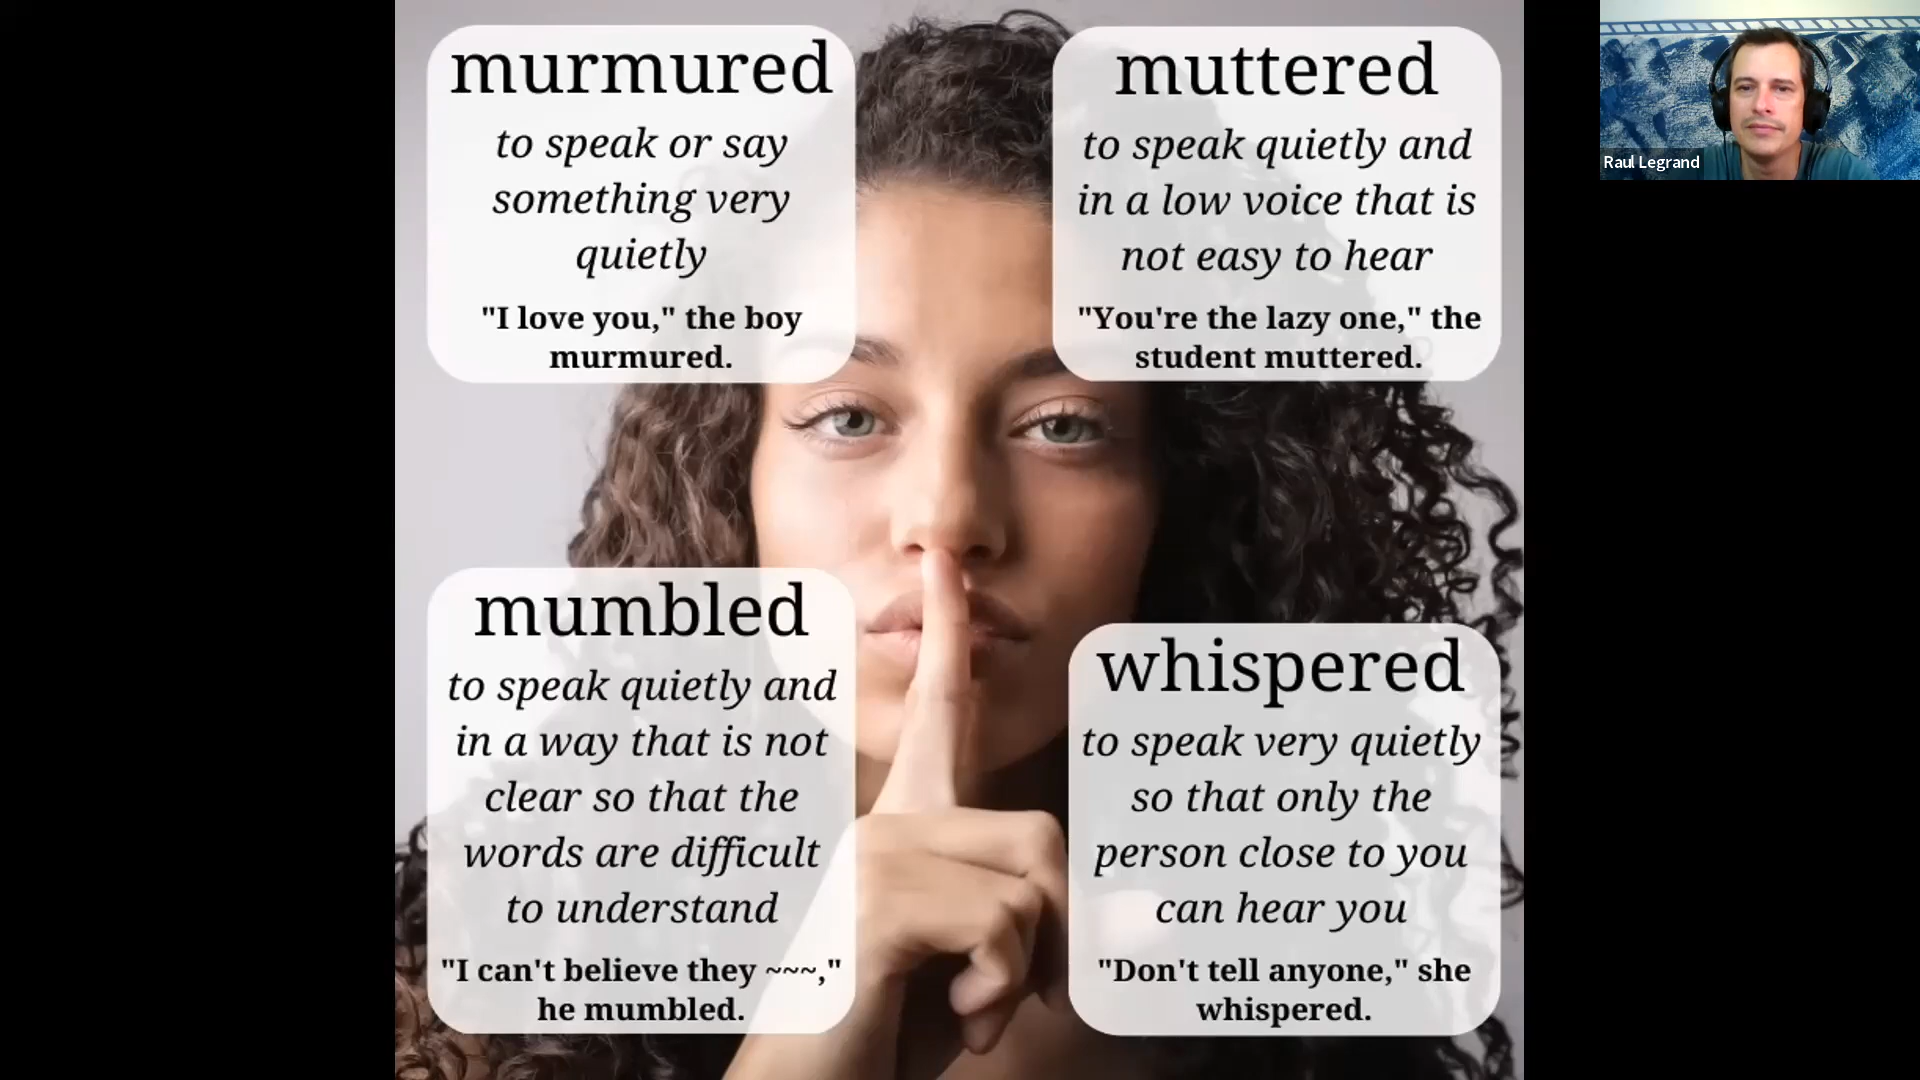 murmured
to speak or say
something very
quietly
"I love you," the boy
murmured.
muttered
to speak quietly and
in a low voice that is
not easy to hear
"You're the lazy one," the
student muttered.
mumbled
to speak quietly and
in a way that is not
clear so that the
words are difficult
to understand
"I can't believe they ~~~,"
he mumbled.
whispered
to speak very quietly
so that only the
person close to you
can hear you
"Don't tell anyone," she
whispered.
Raul Legrand